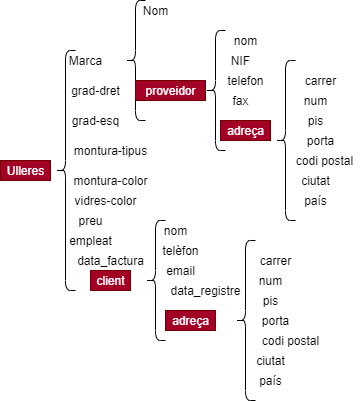 Ulleres
Marca
grad-dret
grad-esq
montura-tipus
montura-color
vidres-color
preu
empleat
data_factura
client
Nom
proveidor
nom
NIF
telefon
fax
adreça
carrer
num
pis
porta
codi postal
ciutat
país
nom
telèfon
email
data_registre
adreça
carrer
num
pis
porta
codi postal
ciutat
país